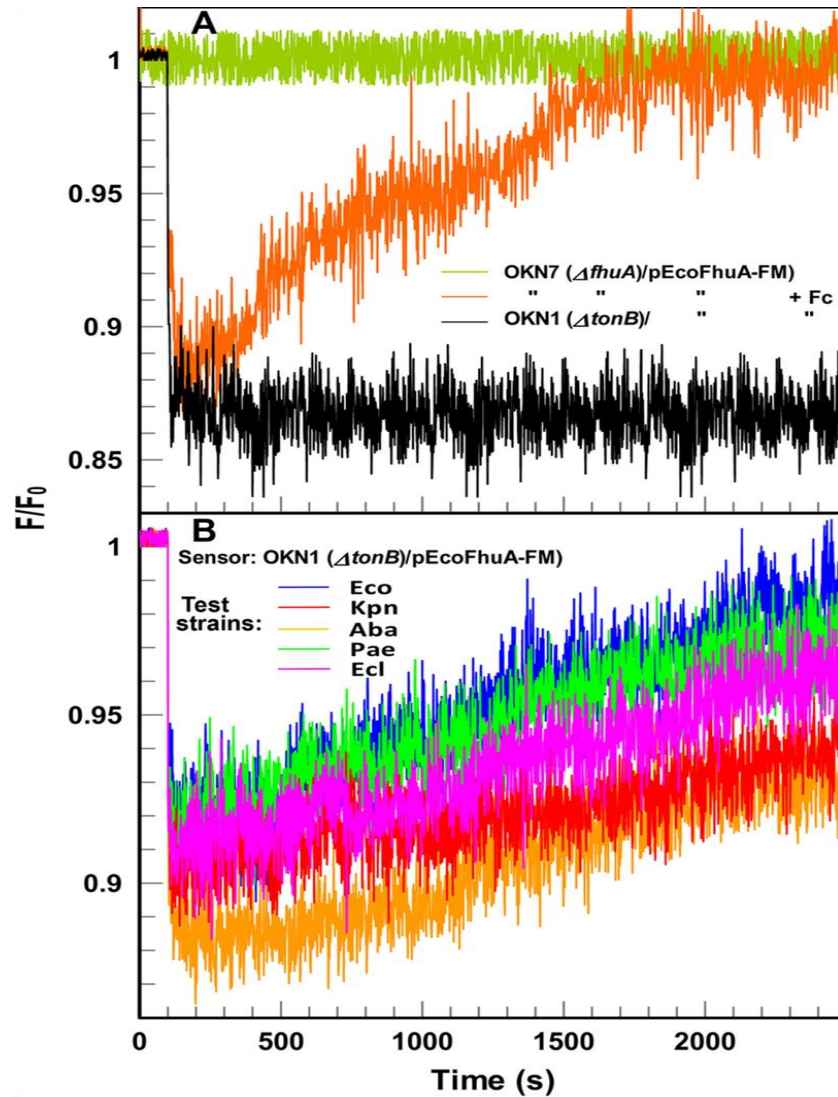 A
1
0.95
0.9
0.85
OKN7 (ΔfhuA)/pEcoFhuA-FM)
" " " + Fc
OKN1 (ΔtonB)/ " "
F/F0
B
1
0.95
0.9
Sensor: OKN1 (ΔtonB)/pEcoFhuA-FM)
Test strains:
Eco
Kpn
Aba
Pae
Ecl
0 500 1000 1500 2000
Time (s)